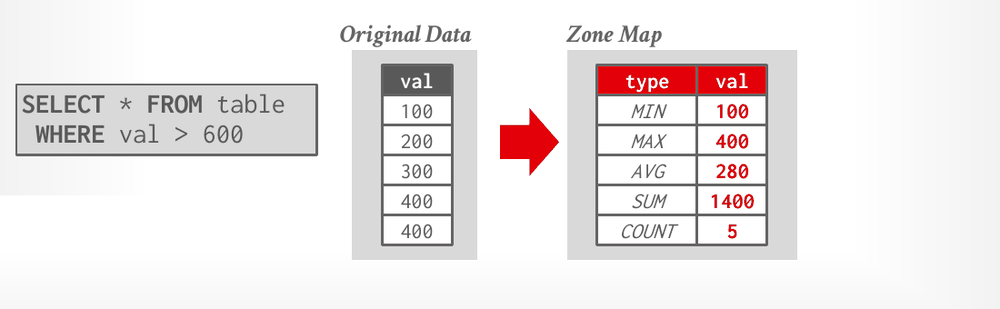 Original Data
Zone Map
SELECT * FROM table
WHERE val > 600
val
100
200
300
400
400
type val
MIN 100
MAX 400
AVG 280
SUM 1400
COUNT 5